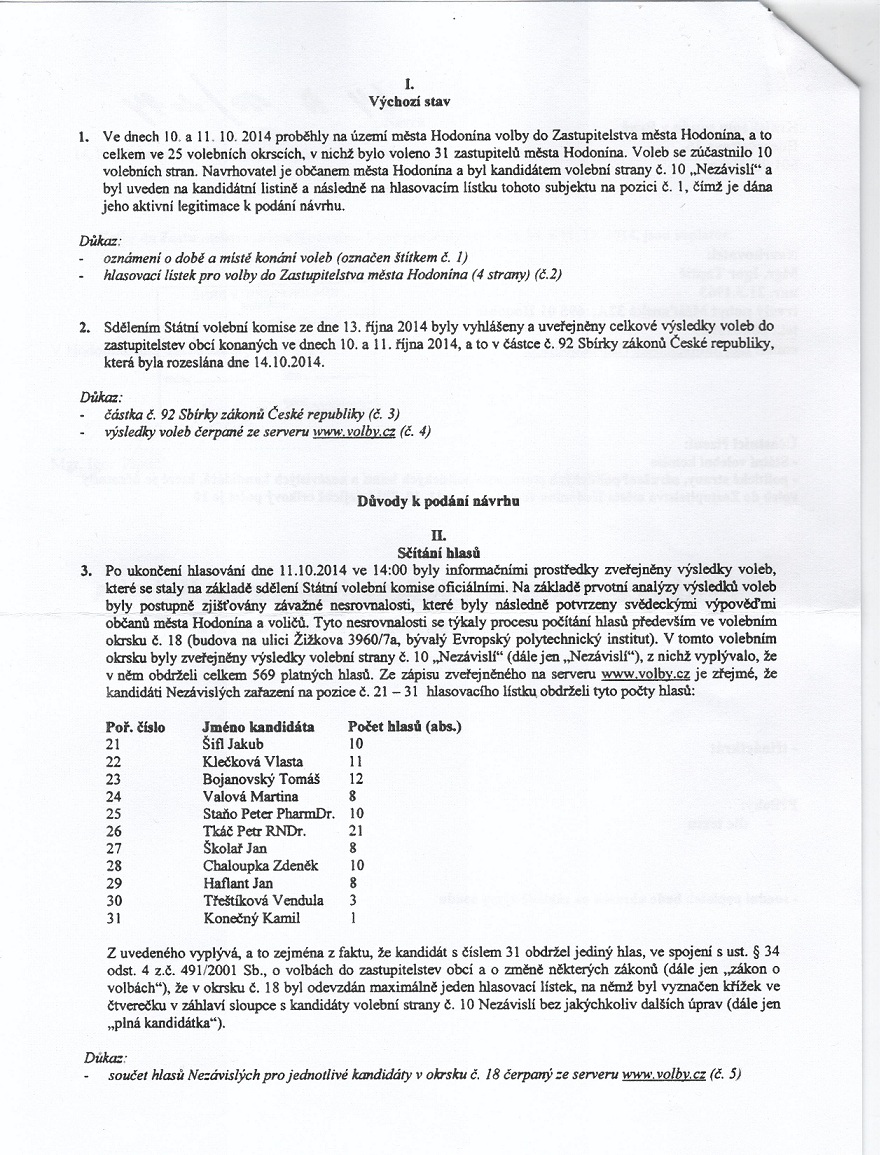 I.
Výchozí stav
1. Ve dnech 10. a 11. 10. 2014 proběhly na území města Hodonína volby do Zastupitelstva města Hodonína, a to
celkem ve 25 volebních okrscích, v nichž bylo voleno 31 zastupitelů města Hodonína. Voleb se zúčastnilo 10
volebních stran. Navrhovatel je občanem města Hodonína a byl kandidátem volební strany č. 10 „Nezávislí“ a
byl uveden na kandidátní listině a následně na hlasovacím lístku tohoto subjektu na pozici č. 1, čímž je dána
jeho aktivní legitimace k podání návrhu.
Důkaz:
- oznámení o době a místě konání voleb (označen štítkem č. 1)
- hlasovací lístek pro volby do Zastupitelstva města Hodonína (4 strany) (č.2)
2. Sdělením Státní volební komise ze dne 13. října 2014 byly vyhlášeny a uveřejněny celkové výsledky voleb do
zastupitelstev obcí konaných ve dnech 10. a 11. října 2014, a to v částce č. 92 Sbírky zákonů České republiky,
která byla rozeslána dne 14.10.2014.
Důkaz:
- částka č. 92 Sbírky zákonů České republiky (č. 3)
- výsledky voleb čerpané ze serveru www.volby.cz (č. 4)
Důvody k podání návrhu
II.
Sčítání hlasů
3. Po ukončení hlasování dne 11.10.2014 ve 14:00 byly informačními prostředky zveřejněny výsledky voleb,
které se staly na základě sdělení Státní volební komise oficiálními. Na základě prvotní analýzy výsledků voleb
byly postupně zjišťovány závažné nesrovnalosti, které byly následně potvrzeny svědeckými výpověďmi
občanů města Hodonína a voličů. Tyto nesrovnalosti se týkaly procesu počítání hlasů především ve volebním
okrsku č. 18 (budova na ulici Žižkova 3960/7a, bývalý Evropský polytechnický institut). V tomto volebním
okrsku byly zveřejněny výsledky volební strany č. 10 „Nezávislí“ (dále jen „Nezávislí“), z nichž vyplývalo, že
v něm obdrželi celkem 569 platných hlasů. Ze zápisu zveřejněného na serveru www.volby.cz je zřejmé, že
kandidáti Nezávislých zařazení na pozice č. 21 – 31 hlasovacího lístku obdrželi tyto počty hlasů:
Poř. číslo Jméno kandidáta Počet hlasů (abs.)
21 Šifl Jakub 10
22 Klečková Vlasta 11
23 Bojanovský Tomáš 12
24 Valová Martina 8
25 Staňo Peter PharmDr. 10
26 Tkáč Petr RNDr. 21
27 Školař Jan 8
28 Chaloupka Zdeněk 10
29 Haflant Jan 8
30 Třeštíková Vendula 3
31 Konečný Kamil 1
Z uvedeného vyplývá, a to zejména z faktu, že kandidát s číslem 31 obdržel jediný hlas, ve spojení s ust. § 34
odst. 4 z.č. 491/2001 Sb., o volbách do zastupitelstev obcí a o změně některých zákonů (dále jen „zákon o
volbách“), že v okrsku č. 18 byl odevzdán maximálně jeden hlasovací lístek, na němž byl vyznačen křížek ve
čtverečku v záhlaví sloupce s kandidáty volební strany č. 10 Nezávislí bez jakýchkoliv dalších úprav (dále jen
„plná kandidátka“).
Důkaz:
- součet hlasů Nezávislých pro jednotlivé kandidáty v okrsku č. 18 čerpaný ze serveru www.volby.cz (č. 5)